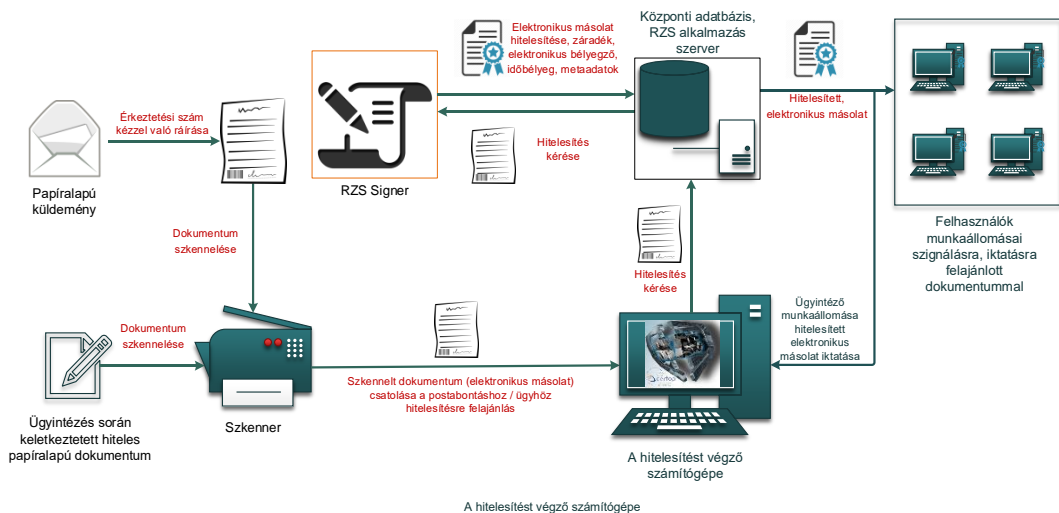 Központi adatbázis,
RZS alkalmazás
szerver
Elektronikus másolat
hitelesítése, záradék,
elektronikus bélyegző,
időbélyeg, metaadatok
Érkeztetési szám
kézzel való ráírása
Hitelesített,
elektronikus másolat
Hitelesítés
kérése
Papíralapú
küldemény
RZS Signer
Felhasználók
munkaállomásai
szignálásra, iktatásra
felajánlott
dokumentummal
Dokumentum
szkennelése
Hitelesítés
kérése
Ügyintéző
munkaállomása
hitelesített
elektronikus
másolat iktatása
Dokumentum
szkennelése
Szkennelt dokumentum (elektronikus másolat)
csatolása a postabontáshoz / ügyhöz
hitelesítésre felajánlás
Ügyintézés során
keletkeztetett hiteles
papíralapú dokumentum
Szkenner
A hitelesítést végző
számítógépe
A hitelesítést végző számítógépe